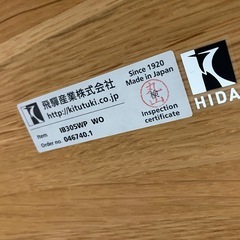 飛騨産業株式会社
http://kitutuki.co.jp
Item IB305WP WO
Order no. 046740.1
Since 1920
Made in Japan
検
Inspection
certificate
HIDA